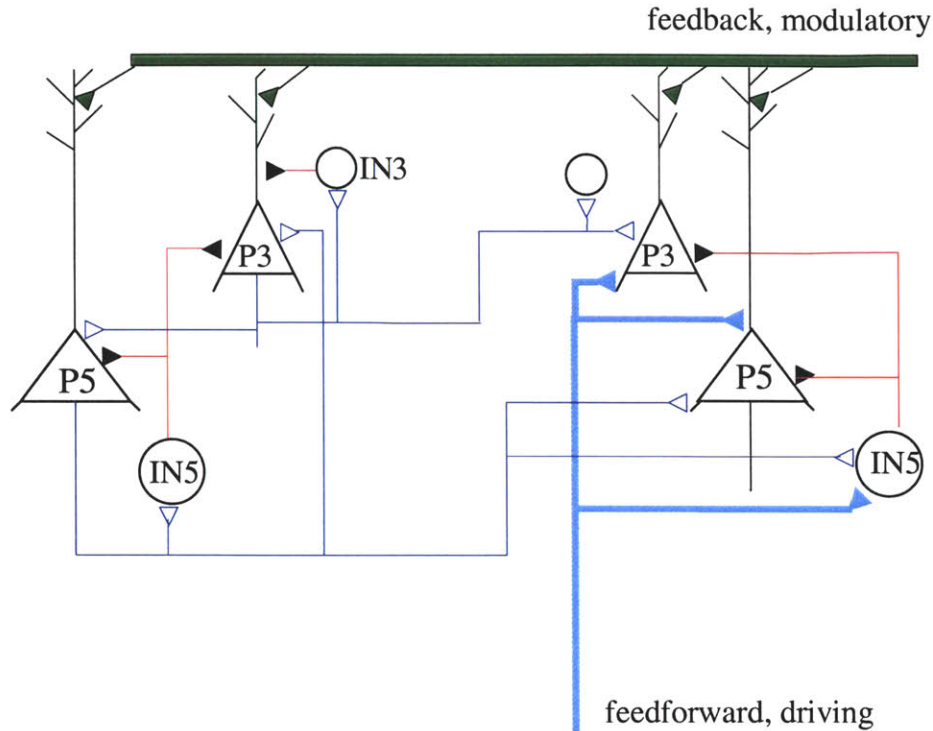 feedback, modulatory
IN3
P3
P3
P5
P5
IN5
IN5
feedforward, driving